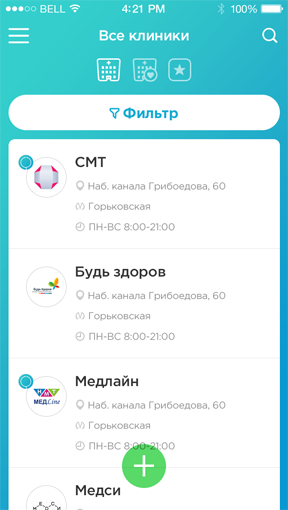 BELL 4:21 PM 100%
Все клиники
Фильтр
СМТ
Наб. канала Грибоедова, 60
Горьковская
ПН-ВС 8:00-21:00
Будь здоров
Наб. канала Грибоедова, 60
Горьковская
ПН-ВС 8:00-21:00
Медлайн
МЕДLine
Наб. канала Грибоедова, 60
Горьковская
ПН-ВС 8:00-21:00
Медси